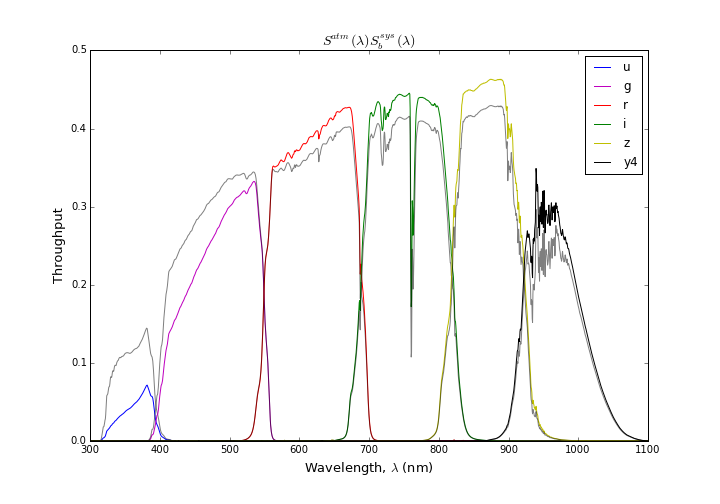 S^{atm}(λ)S_b^{sys}(λ)
0.5
0.4
0.3
0.2
0.1
0.0
Throughput
u
g
r
i
z
y4
300 400 500 600 700 800 900 1000 1100
Wavelength, λ (nm)